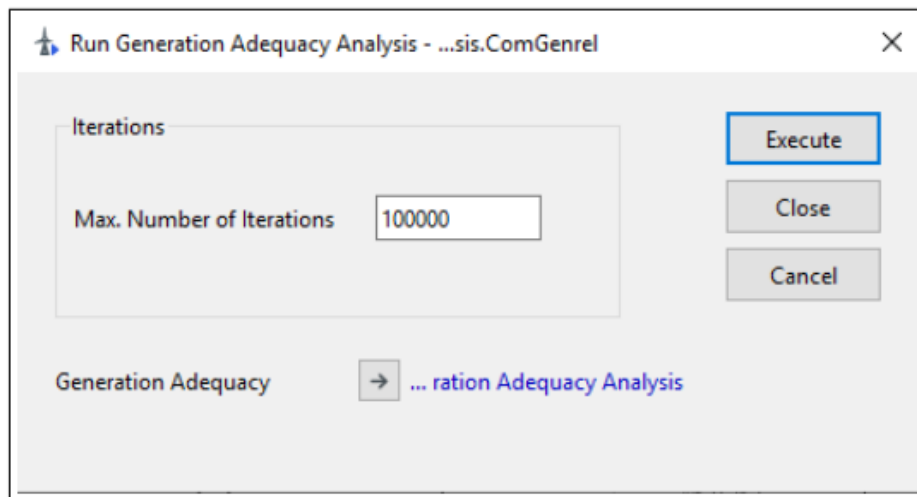 Run Generation Adequacy Analysis - ...sis.ComGenrel
Iterations
Execute
Max. Number of Iterations 100000
Close
Cancel
Generation Adequacy ... ration Adequacy Analysis